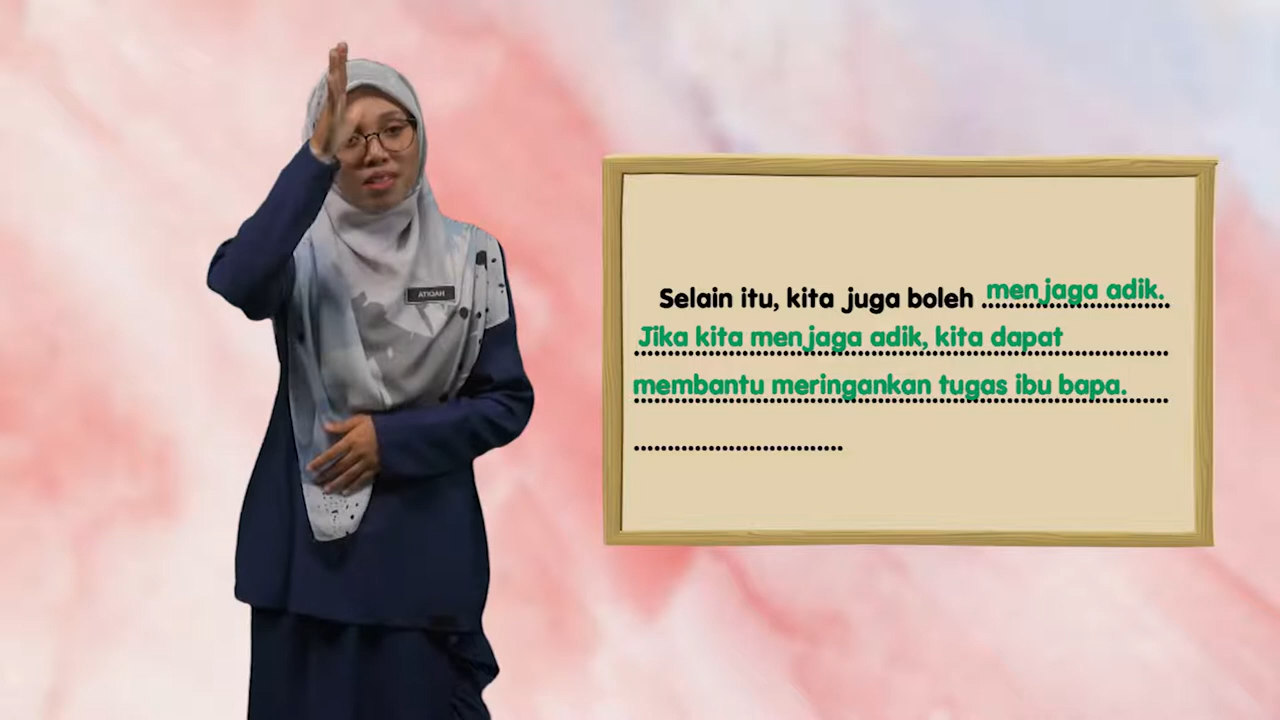 ATIQAH
Selain itu, kita juga boleh menjaga adik.
Jika kita menjaga adik, kita dapat
membantu meringankan tugas ibu bapa.